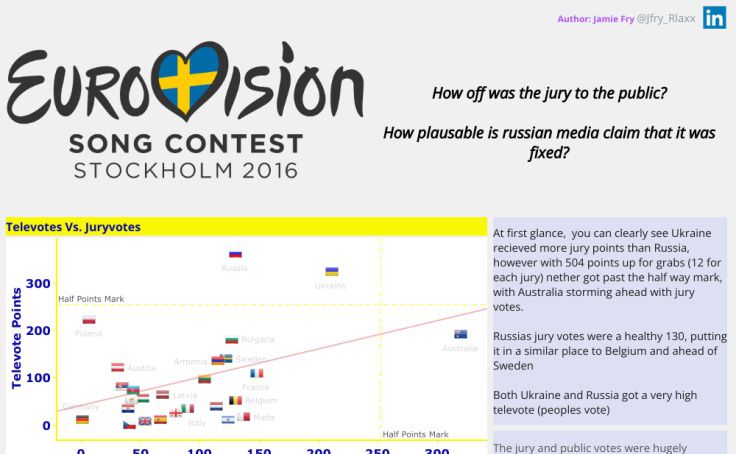 Author: Jamie Fry @Jfry_Rlaxx in
EUROVISION
SONG CONTEST
STOCKHOLM 2016
How off was the jury to the public?
How plausable is russian media claim that it was
fixed?
Televotes Vs. Juryvotes
Televote Points
300
200
100
0
Half Points Mark
Russia
Ukraine
Poland
Bulgaria
Australia
Armenia
Sweden
Austria
France
Latvia
Belgium
Germany
Italy
Malta
Half Points Mark
0 50 100 150 200 250 300
At first glance, you can clearly see Ukraine
recieved more jury points than Russia,
however with 504 points up for grabs (12 for
each jury) nether got past the half way mark,
with Australia storming ahead with jury
votes.
Russias jury votes were a healthy 130, putting
it in a similar place to Belgium and ahead of
Sweden
Both Ukraine and Russia got a very high
televote (peoples vote)
The jury and public votes were hugely